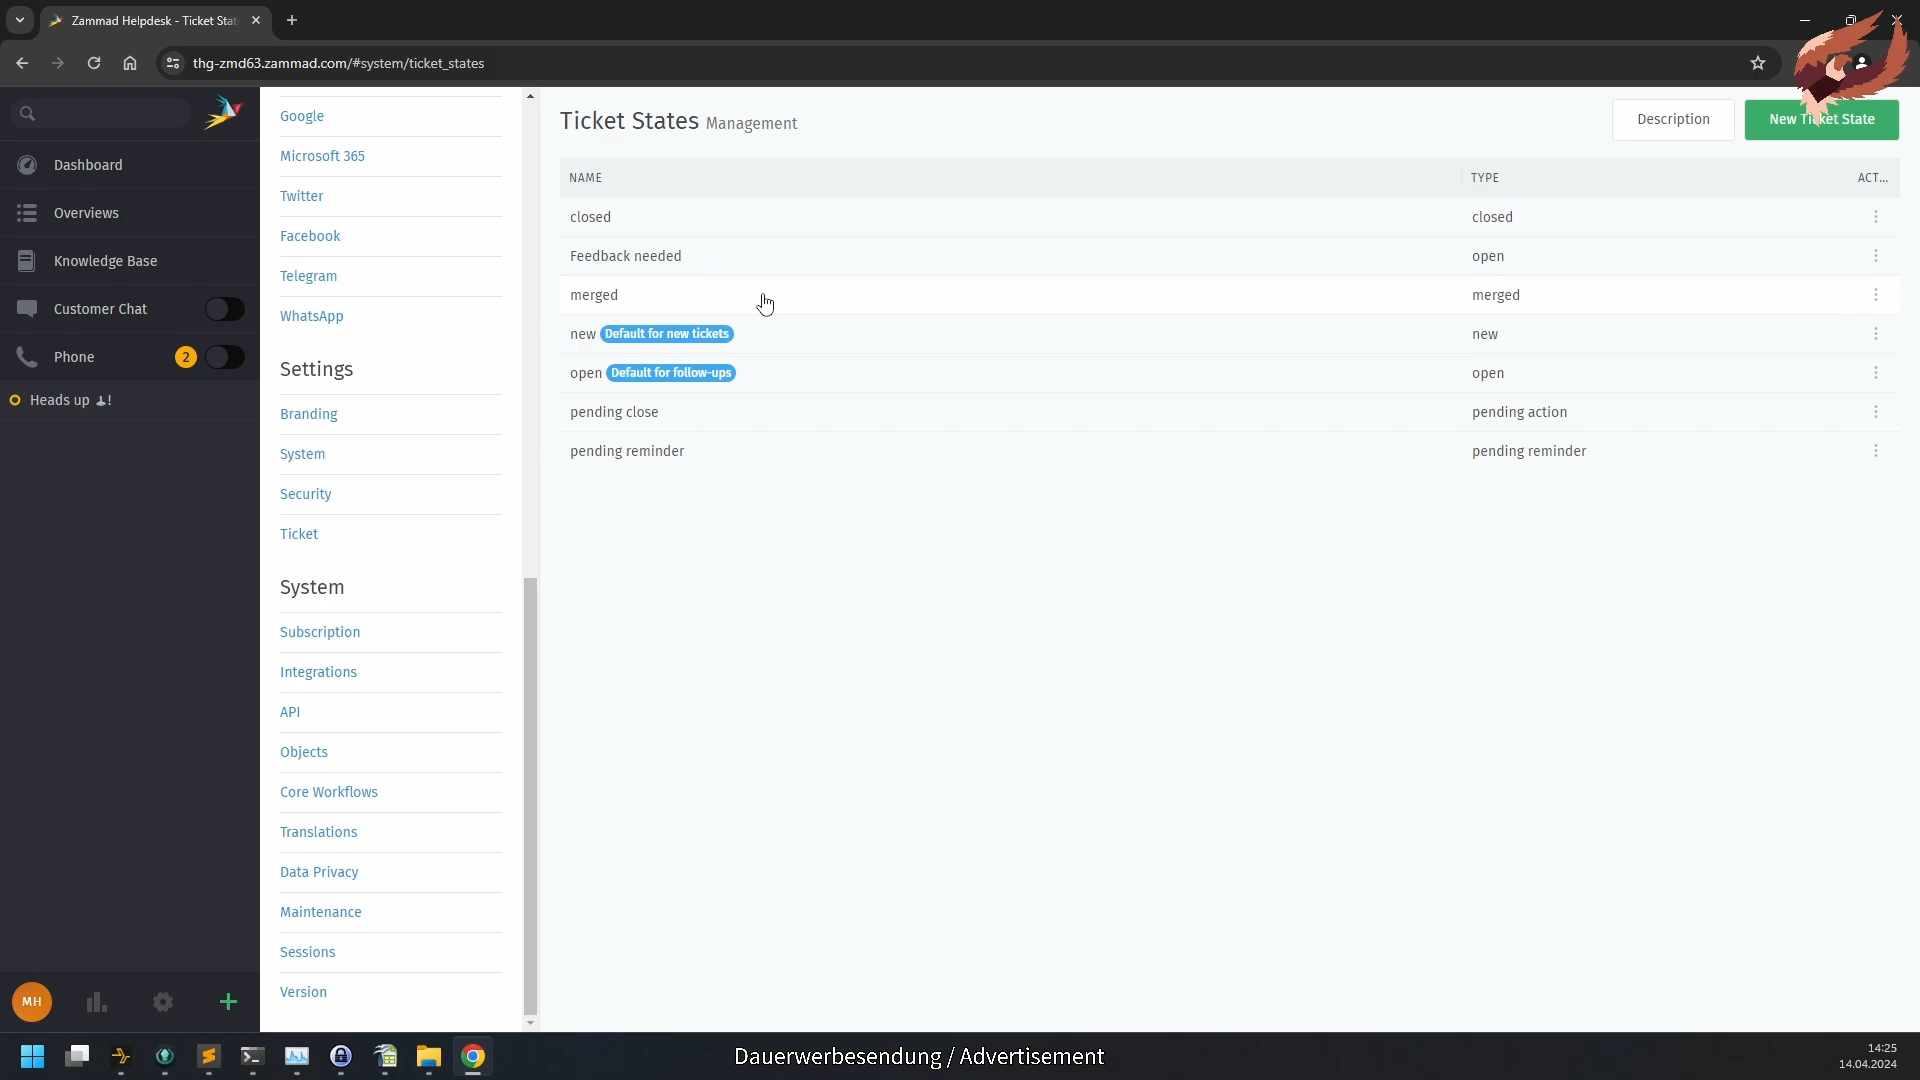 Zammad Helpdesk - Ticket Stat
thg-zmd63.zammad.com/#system/ticket_states
Dashboard
Overviews
Knowledge Base
Customer Chat
Phone 2
Heads up !
MH
Google
Microsoft 365
Twitter
Facebook
Telegram
WhatsApp
Settings
Branding
System
Security
Ticket
System
Subscription
Integrations
API
Objects
Core Workflows
Translations
Data Privacy
Maintenance
Sessions
Version
Ticket States Management
Description
New Ticket State
NAME TYPE ACT...
closed closed
Feedback needed open
merged merged
new Default for new tickets new
open Default for follow-ups open
pending close pending action
pending reminder pending reminder
Dauerwerbesendung / Advertisement
14:25
14.04.2024